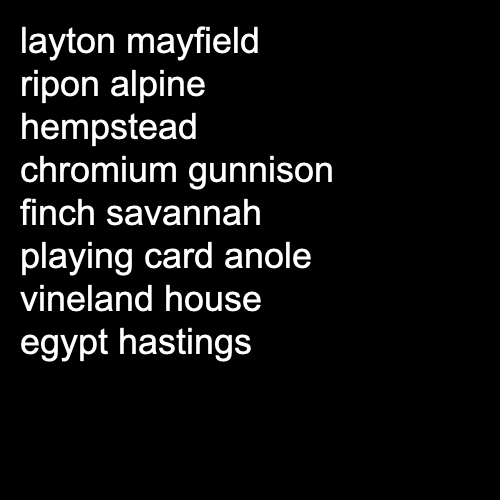 layton mayfield
ripon alpine
hempstead
chromium gunnison
finch savannah
playing card anole
vineland house
egypt hastings